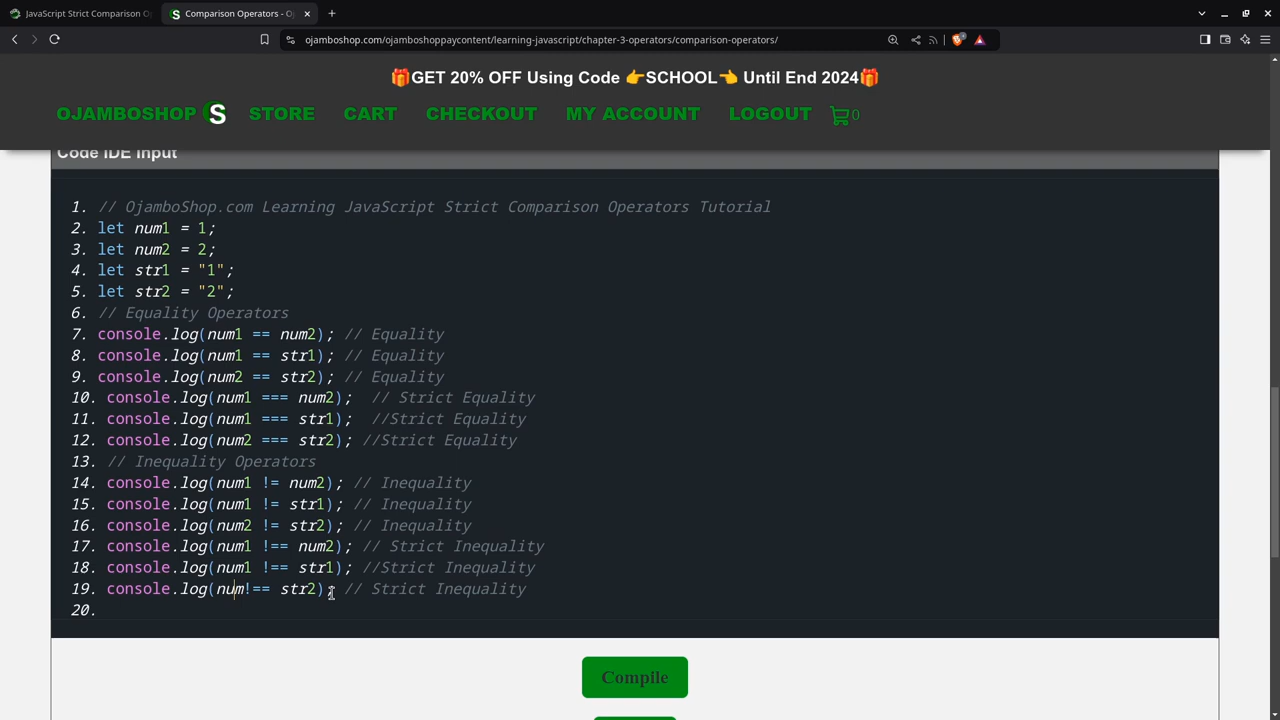 JavaScript Strict Comparison O
Comparison Operators - O
ojamboshop.com/ojamboshoppaycontent/learning-javascript/chapter-3-operators/comparison-operators/
🎁GET 20% OFF Using Code 👉SCHOOL👈 Until End 2024🎁
OJAMBOSHOP S STORE CART CHECKOUT MY ACCOUNT LOGOUT 0
Code IDE Input
1. // OjamboShop.com Learning JavaScript Strict Comparison Operators Tutorial
2. let num1 = 1;
3. let num2 = 2;
4. let str1 = "1";
5. let str2 = "2";
6. // Equality Operators
7. console.log(num1 == num2); // Equality
8. console.log(num1 == str1); // Equality
9. console.log(num2 == str2); // Equality
10. console.log(num1 === num2);  // Strict Equality
11. console.log(num1 === str1);  //Strict Equality
12. console.log(num2 === str2); //Strict Equality
13. // Inequality Operators
14. console.log(num1 != num2); // Inequality
15. console.log(num1 != str1); // Inequality
16. console.log(num2 != str2); // Inequality
17. console.log(num1 !== num2); // Strict Inequality
18. console.log(num1 !== str1); //Strict Inequality
19. console.log(num!== str2); // Strict Inequality
20.
Compile